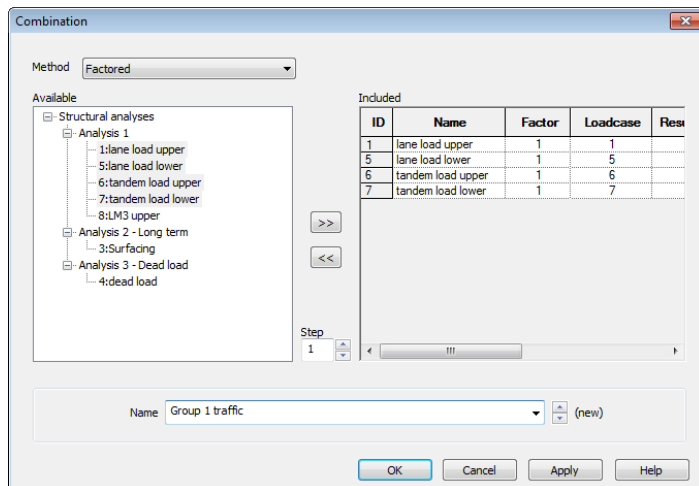 Combination
Method Factored
Available Included
Structural analyses
Analysis 1
1:lane load upper
5:lane load lower
6:tandem load upper
7:tandem load lower
8:LM3 upper
Analysis 2 - Long term
3:Surfacing
Analysis 3 - Dead load
4:dead load
>>
<<
Step
1
ID Name Factor Loadcase Resu
1 lane load upper 1 1
5 lane load lower 1 5
6 tandem load upper 1 6
7 tandem load lower 1 7
Name Group 1 traffic (new)
OK Cancel Apply Help